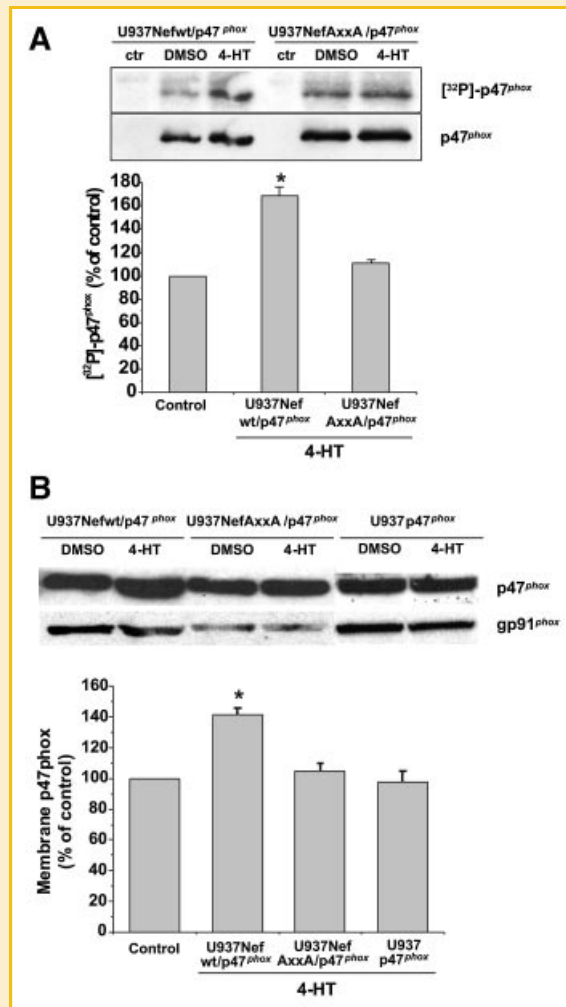 A
U937Nefwt/p47 phox U937NefAxxA/p47phox
ctr DMSO 4-HT ctr DMSO 4-HT
[32P]-p47phox
p47phox
[32P]-p47phox (% of control)
180
160
140
120
100
80
60
40
20
0
*
Control U937Nef wt/p47phox U937Nef AxxA/p47phox
4-HT
B
U937Nefwt/p47 phox U937NefAxxA/p47phox U937p47phox
DMSO 4-HT DMSO 4-HT DMSO 4-HT
p47phox
gp91phox
Membrane p47phox
(% of control)
160
140
120
100
80
60
40
20
0
*
Control U937Nef wt/p47phox U937Nef AxxA/p47phox U937 p47phox
4-HT